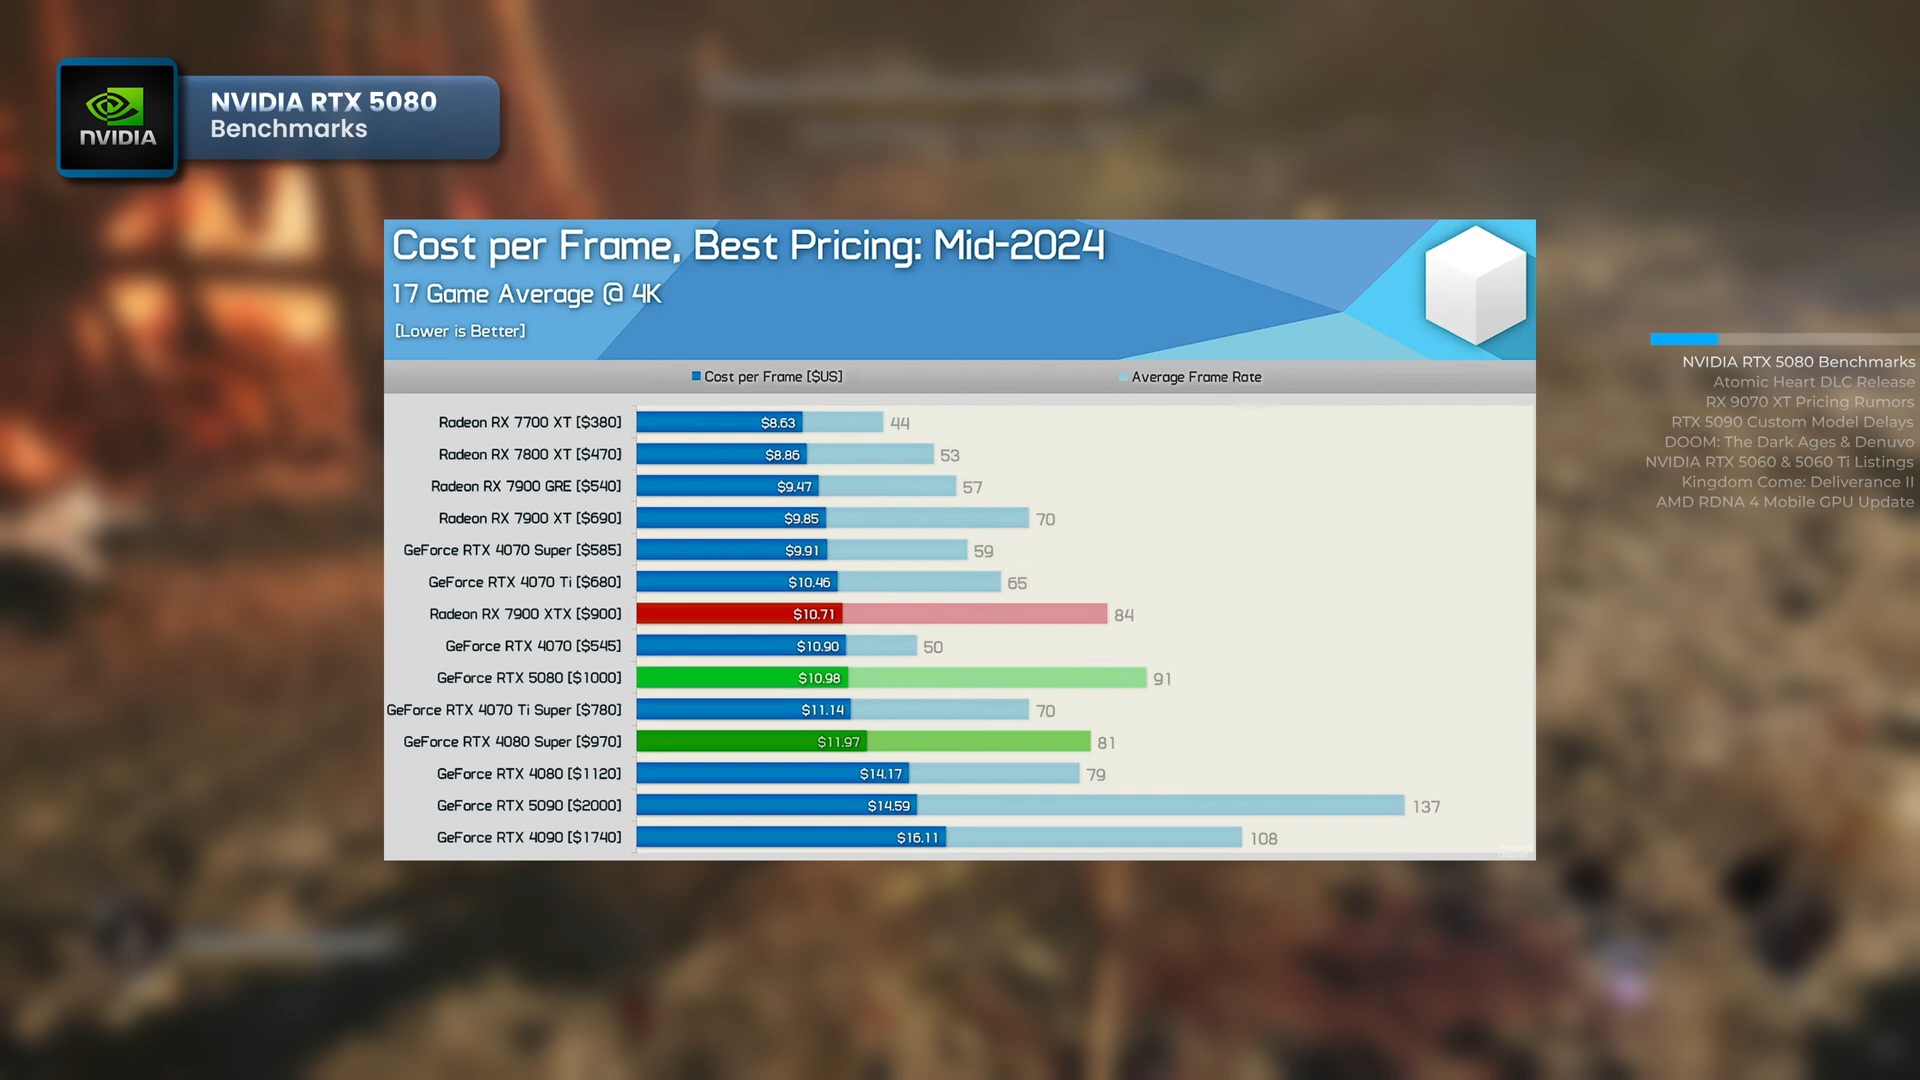 NVIDIA
NVIDIA RTX 5080
Benchmarks
Cost per Frame, Best Pricing: Mid-2024
17 Game Average @ 4K
[Lower is Better]
Cost per Frame [$US]
Average Frame Rate
Radeon RX 7700 XT [$380] $8.63 44
Radeon RX 7800 XT [$470] $8.86 53
Radeon RX 7900 GRE [$540] $9.47 57
Radeon RX 7900 XT [$690] $9.85 70
GeForce RTX 4070 Super [$585] $9.91 59
GeForce RTX 4070 Ti [$680] $10.46 65
Radeon RX 7900 XTX [$900] $10.71 84
GeForce RTX 4070 [$545] $10.90 50
GeForce RTX 5080 [$1000] $10.98 91
GeForce RTX 4070 Ti Super [$780] $11.14 70
GeForce RTX 4080 Super [$970] $11.97 81
GeForce RTX 4080 [$1120] $14.17 79
GeForce RTX 5090 [$2000] $14.59 137
GeForce RTX 4090 [$1740] $16.11 108
NVIDIA RTX 5080 Benchmarks
Atomic Heart DLC Release
RX 9070 XT Pricing Rumors
RTX 5090 Custom Model Delays
DOOM: The Dark Ages & Denuvo
NVIDIA RTX 5060 & 5060 Ti Listings
Kingdom Come: Deliverance II
AMD RDNA 4 Mobile GPU Update